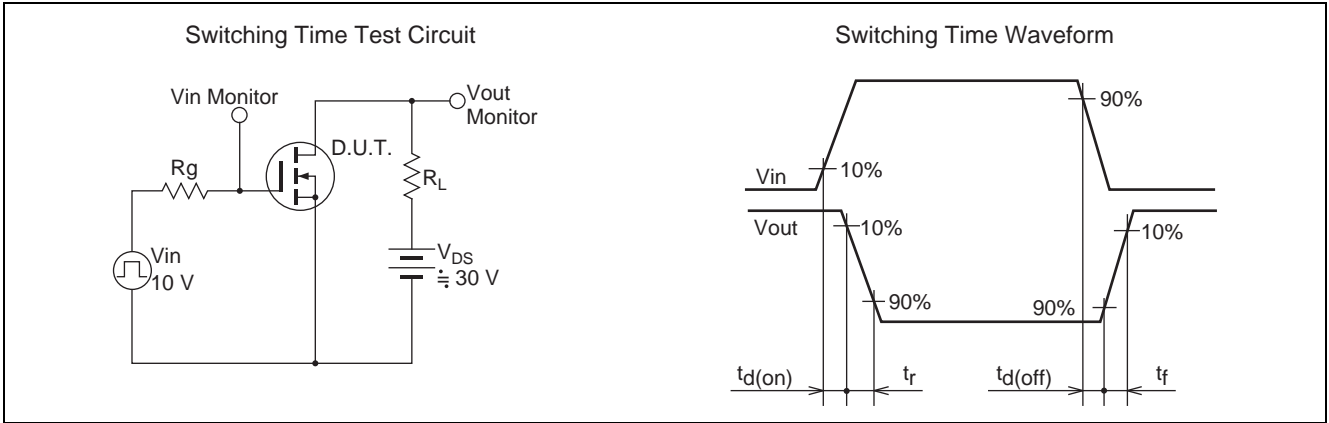 Switching Time Test Circuit
Vin Monitor
Vout
Monitor
D.U.T.
Rg
RL
Vin
10 V
VDS
≒ 30 V
Switching Time Waveform
90%
Vin
10%
Vout
10%
10%
90%
90%
td(on)
tr
td(off)
tf